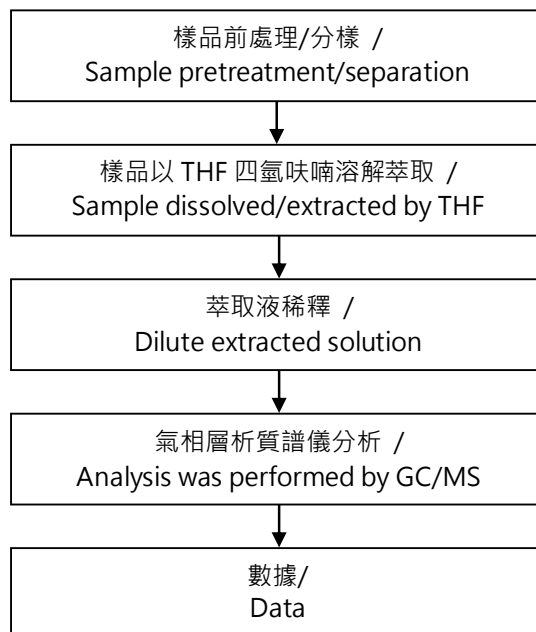 樣品前處理/分樣 /
Sample pretreatment/separation
樣品以 THF 四氫呋喃溶解萃取 /
Sample dissolved/extracted by THF
萃取液稀釋 /
Dilute extracted solution
氣相層析質譜儀分析 /
Analysis was performed by GC/MS
數據/
Data